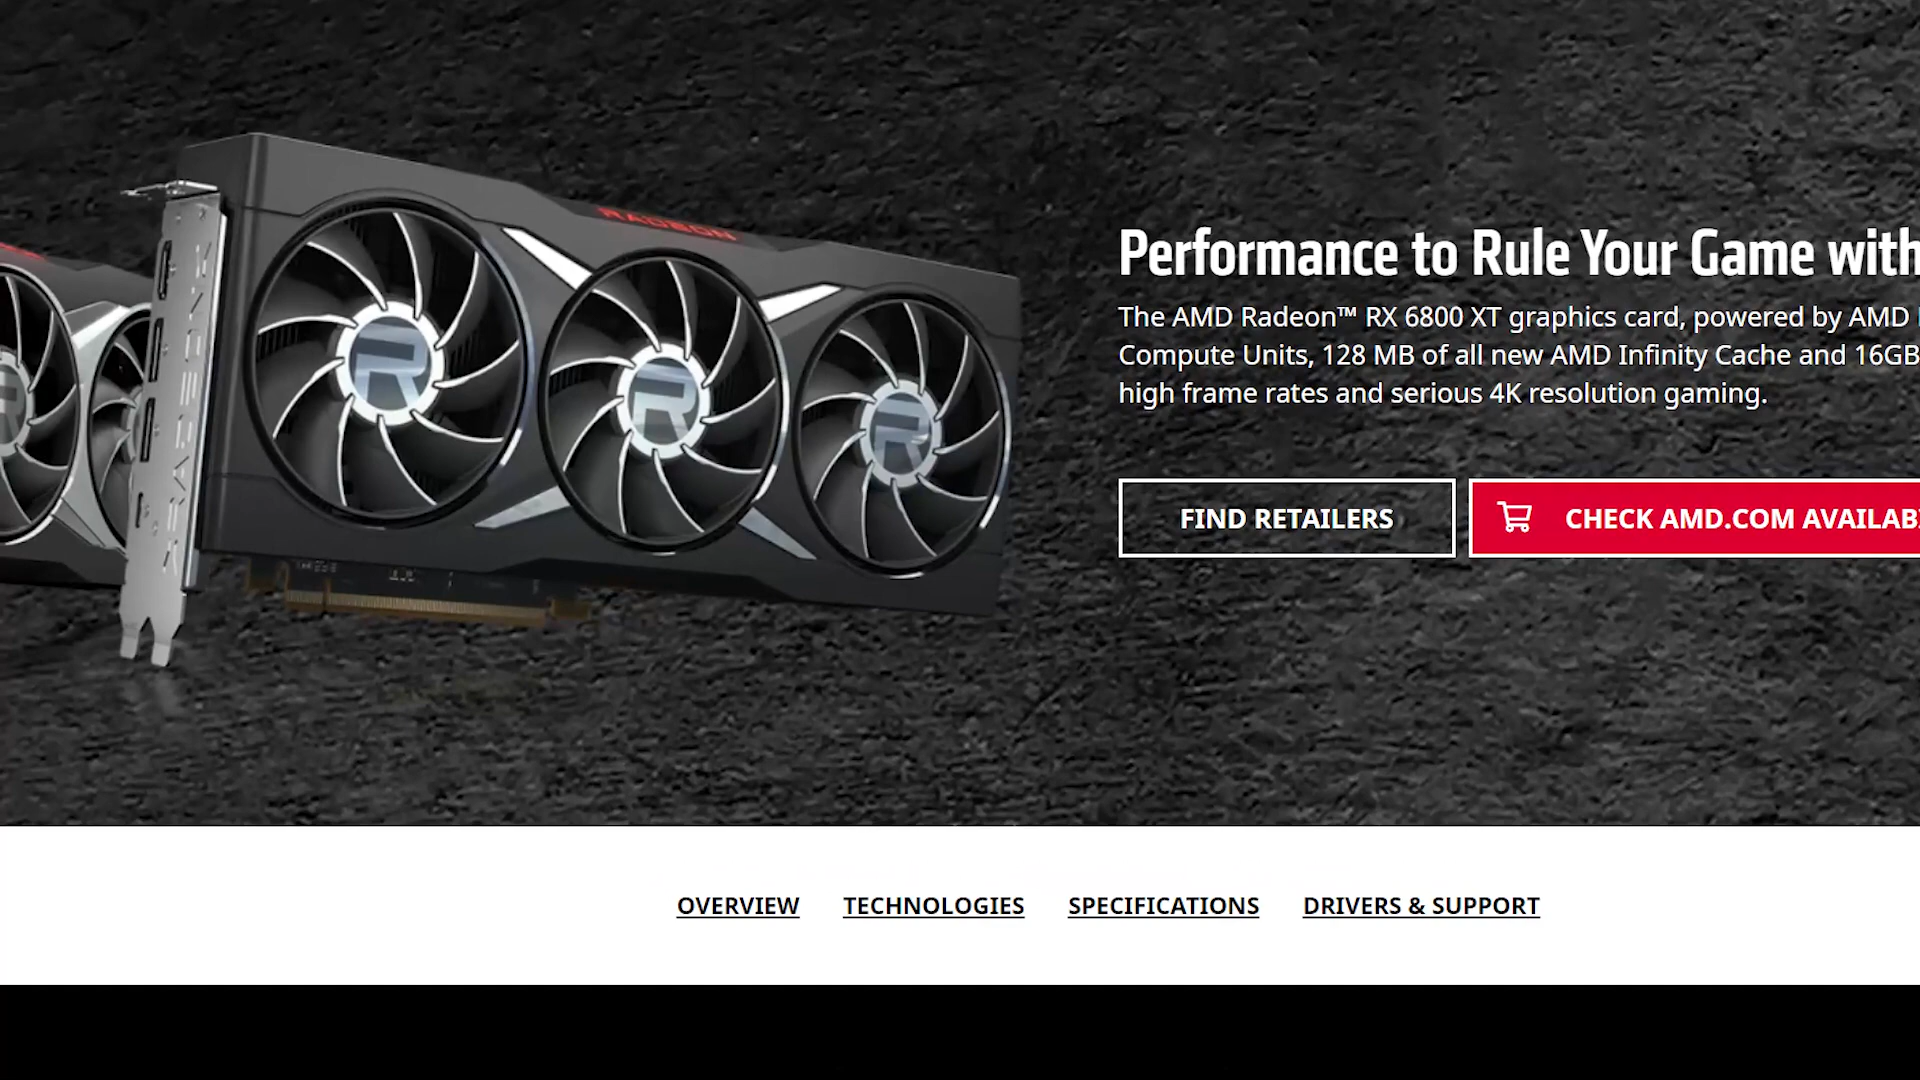 RADEON
Performance to Rule Your Game with
The AMD Radeon™ RX 6800 XT graphics card, powered by AMD
Compute Units, 128 MB of all new AMD Infinity Cache and 16GB
high frame rates and serious 4K resolution gaming.
FIND RETAILERS
CHECK AMD.COM AVAILAB
OVERVIEW
TECHNOLOGIES
SPECIFICATIONS
DRIVERS & SUPPORT